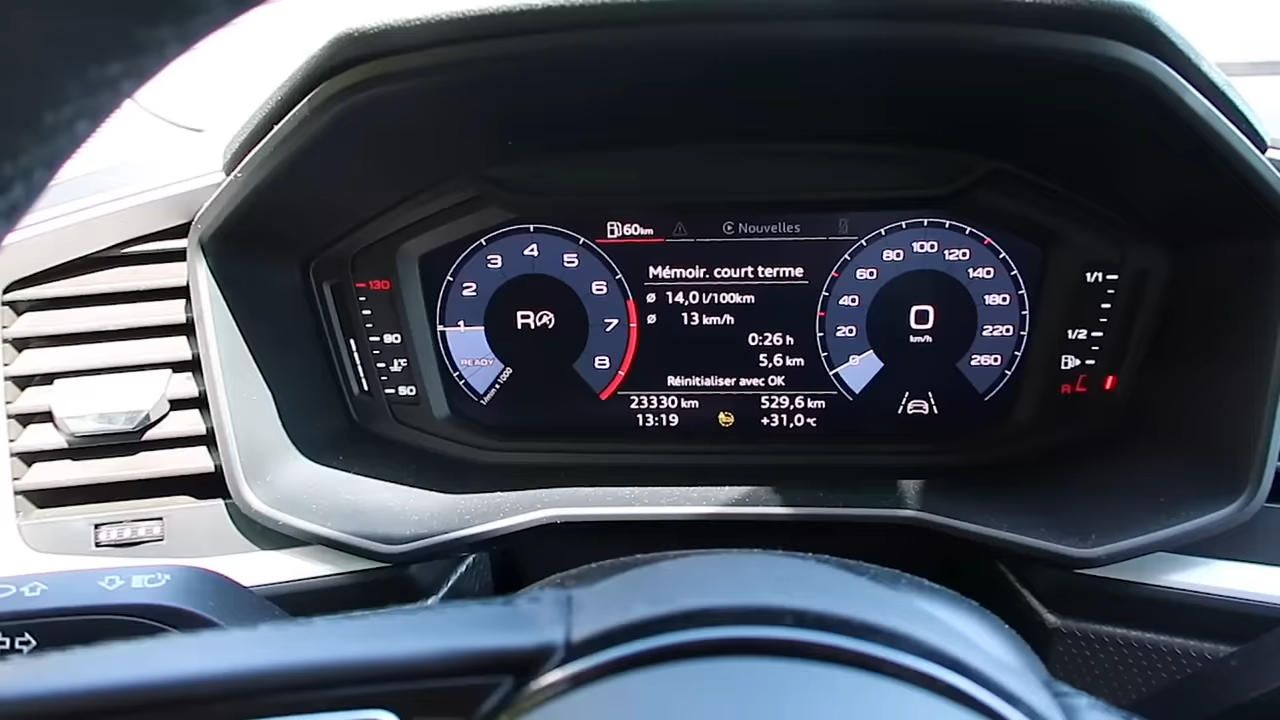 60km
Nouvelles
130
90
°C
50
1
2
3
4
5
6
7
8
READY
1/min x 1000
R
Mémoir. court terme
ø 14,0 l/100km
ø 13 km/h
0:26 h
5,6 km
Réinitialiser avec OK
23330 km 529,6 km
13:19 +31,0°C
0
20
40
60
80
100
120
140
180
220
260
0
km/h
1/1
1/2